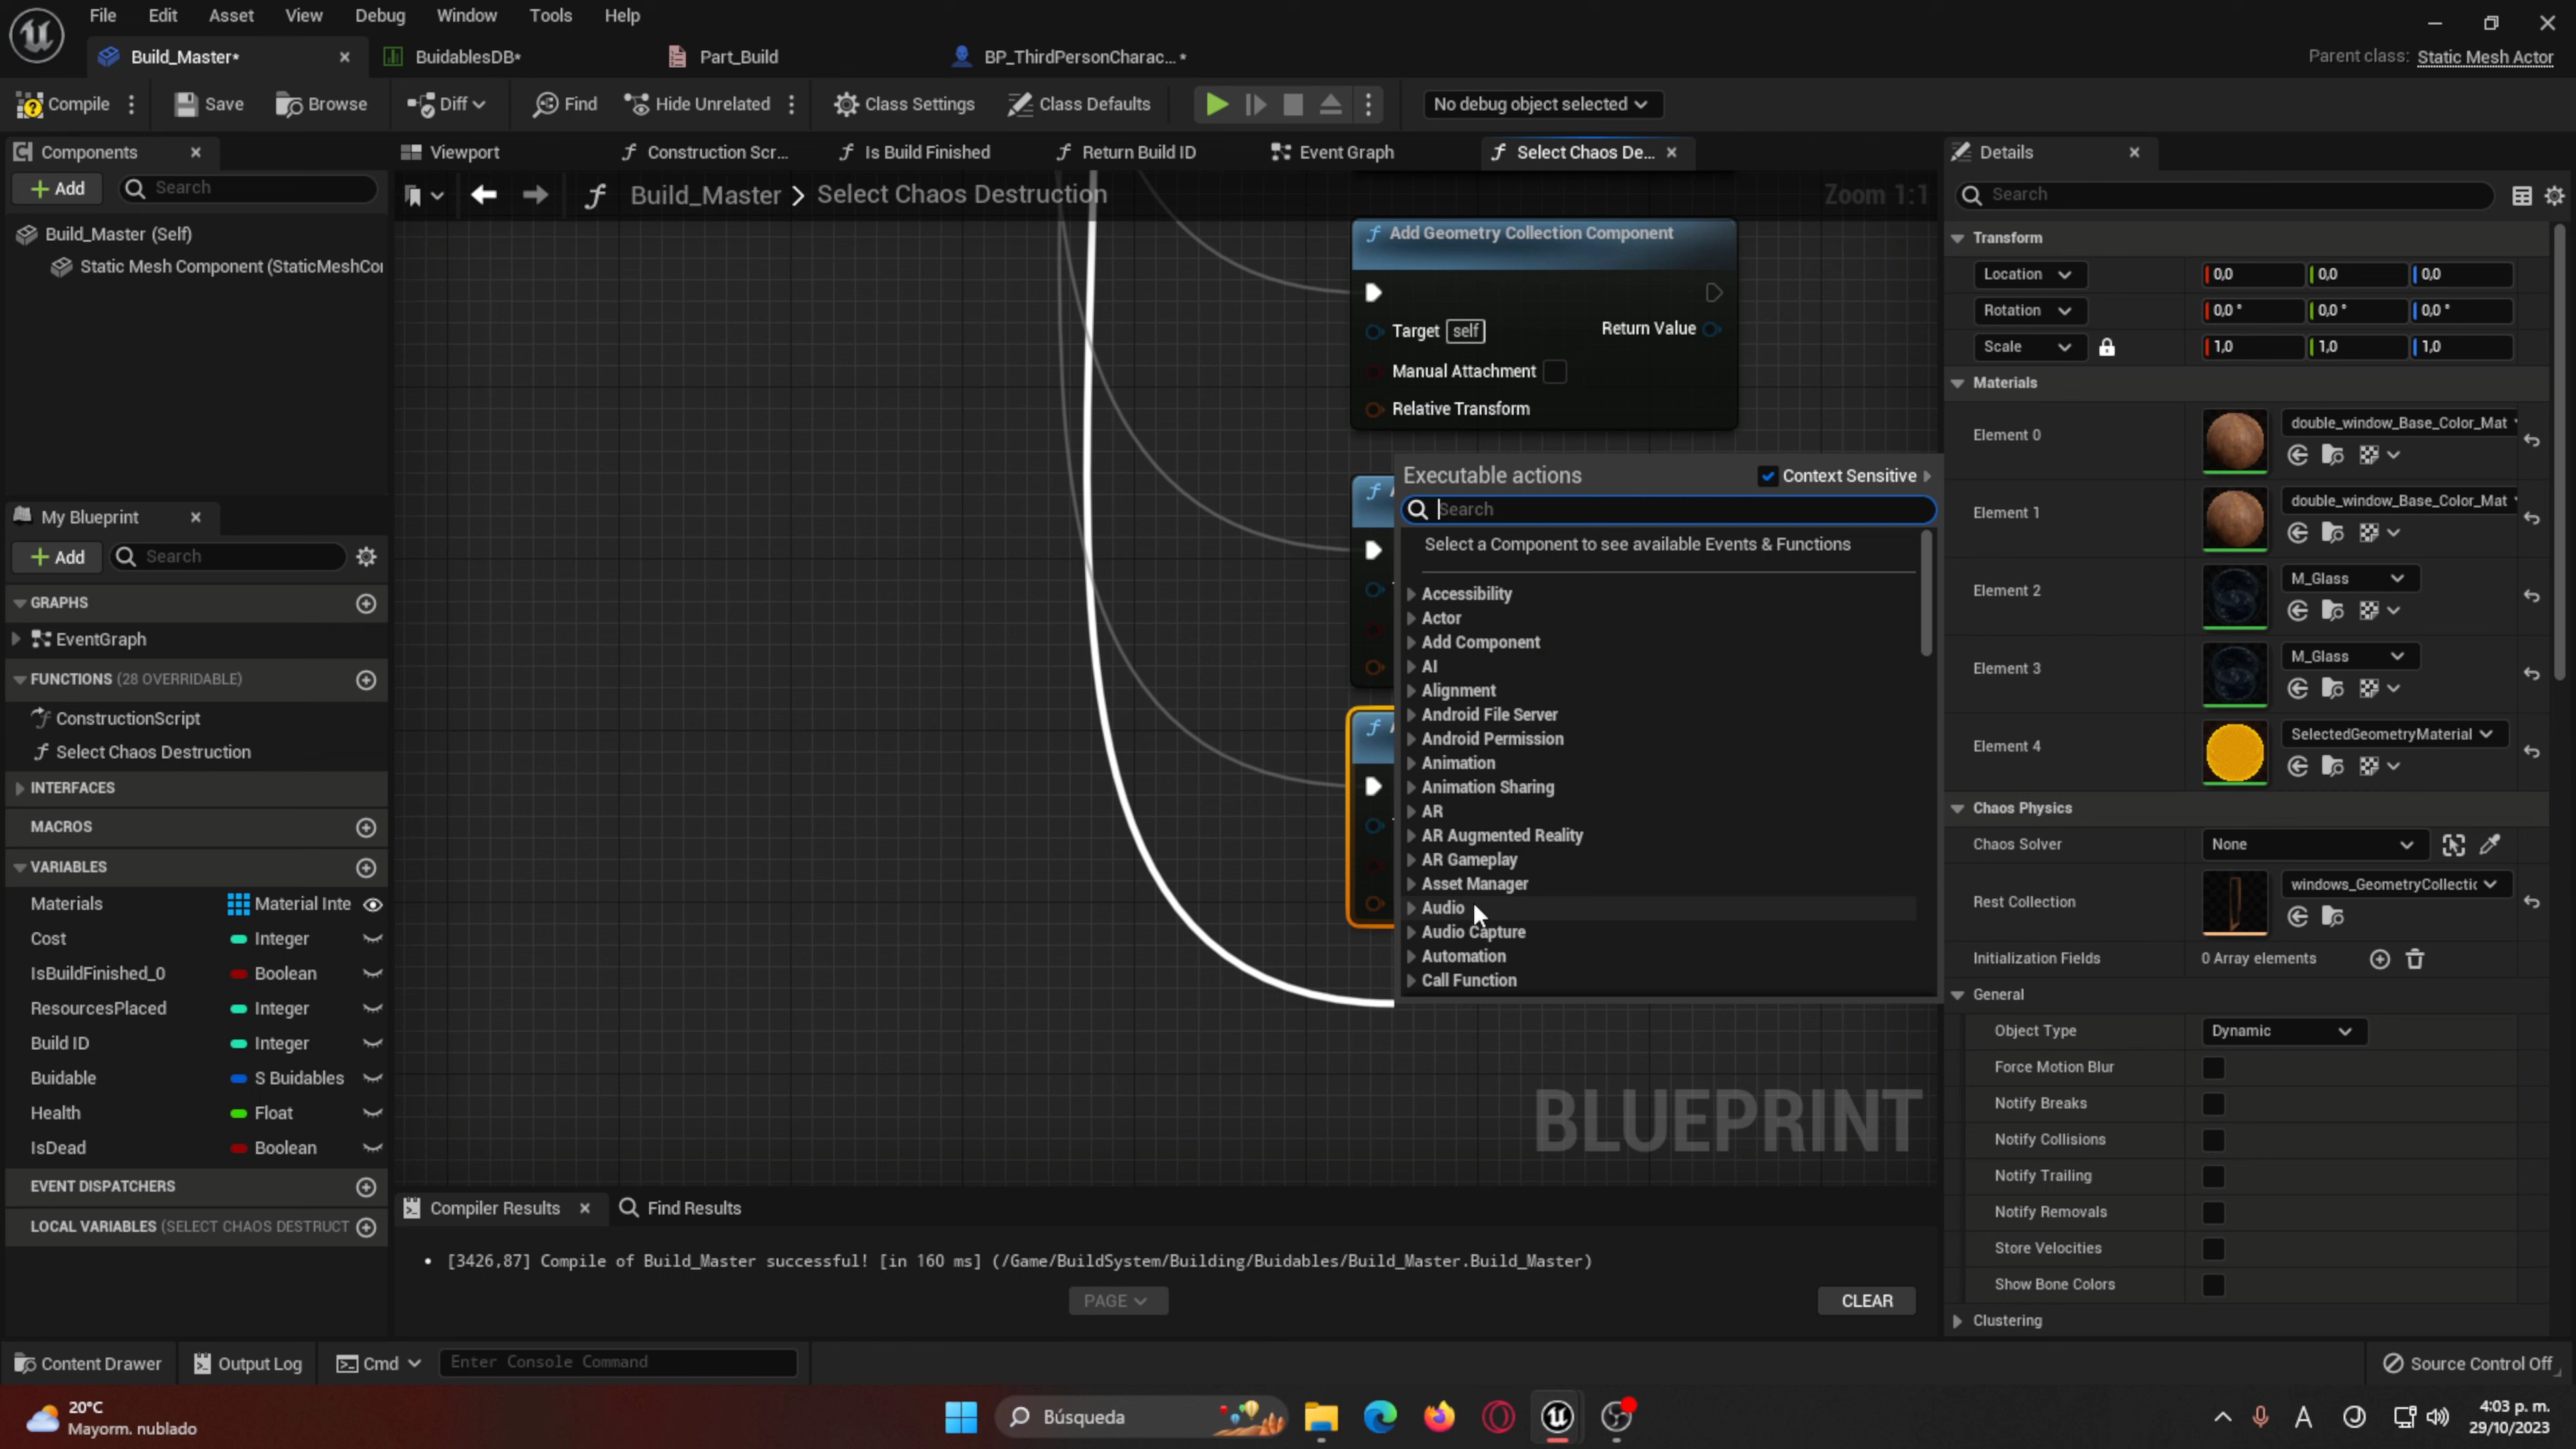 File Edit Asset View Debug Window Tools Help
Build_Master* BuidablesDB* Part_Build BP_ThirdPersonCharac... * Parent class: Static Mesh Actor
Compile Save Browse Diff Find Hide Unrelated Class Settings Class Defaults No debug object selected
Components Viewport Construction Scr... Is Build Finished Return Build ID Event Graph Select Chaos De... Details
Add Search Build_Master > Select Chaos Destruction Zoom 1:1 Search
Build_Master (Self)
Static Mesh Component (StaticMeshCor
Add Geometry Collection Component
Target self Return Value
Manual Attachment
Relative Transform
Executable actions Context Sensitive
Search
Select a Component to see available Events & Functions
Accessibility
Actor
Add Component
AI
Alignment
Android File Server
Android Permission
Animation
Animation Sharing
AR
AR Augmented Reality
AR Gameplay
Asset Manager
Audio
Audio Capture
Automation
Call Function
BLUEPRINT
My Blueprint
Add Search
GRAPHS
EventGraph
FUNCTIONS (28 OVERRIDABLE)
ConstructionScript
Select Chaos Destruction
INTERFACES
MACROS
VARIABLES
Materials Material Inte
Cost Integer
IsBuildFinished_0 Boolean
ResourcesPlaced Integer
Build ID Integer
Buidable S Buidables
Health Float
IsDead Boolean
EVENT DISPATCHERS
LOCAL VARIABLES (SELECT CHAOS DESTRUCT
Transform
Location 0,0 0,0 0,0
Rotation 0,0 ° 0,0 ° 0,0 °
Scale 1,0 1,0 1,0
Materials
Element 0 double_window_Base_Color_Mat
Element 1 double_window_Base_Color_Mat
Element 2 M_Glass
Element 3 M_Glass
Element 4 SelectedGeometryMaterial
Chaos Physics
Chaos Solver None
Rest Collection windows_GeometryCollectic
Initialization Fields 0 Array elements
General
Object Type Dynamic
Force Motion Blur
Notify Breaks
Notify Collisions
Notify Trailing
Notify Removals
Store Velocities
Show Bone Colors
Clustering
Compiler Results Find Results
[3426,87] Compile of Build_Master successful! [in 160 ms] (/Game/BuildSystem/Building/Buidables/Build_Master.Build_Master)
PAGE CLEAR
Content Drawer Output Log Cmd Enter Console Command Source Control Off
20°C
Mayorm. nublado
Búsqueda
4:03 p. m.
29/10/2023